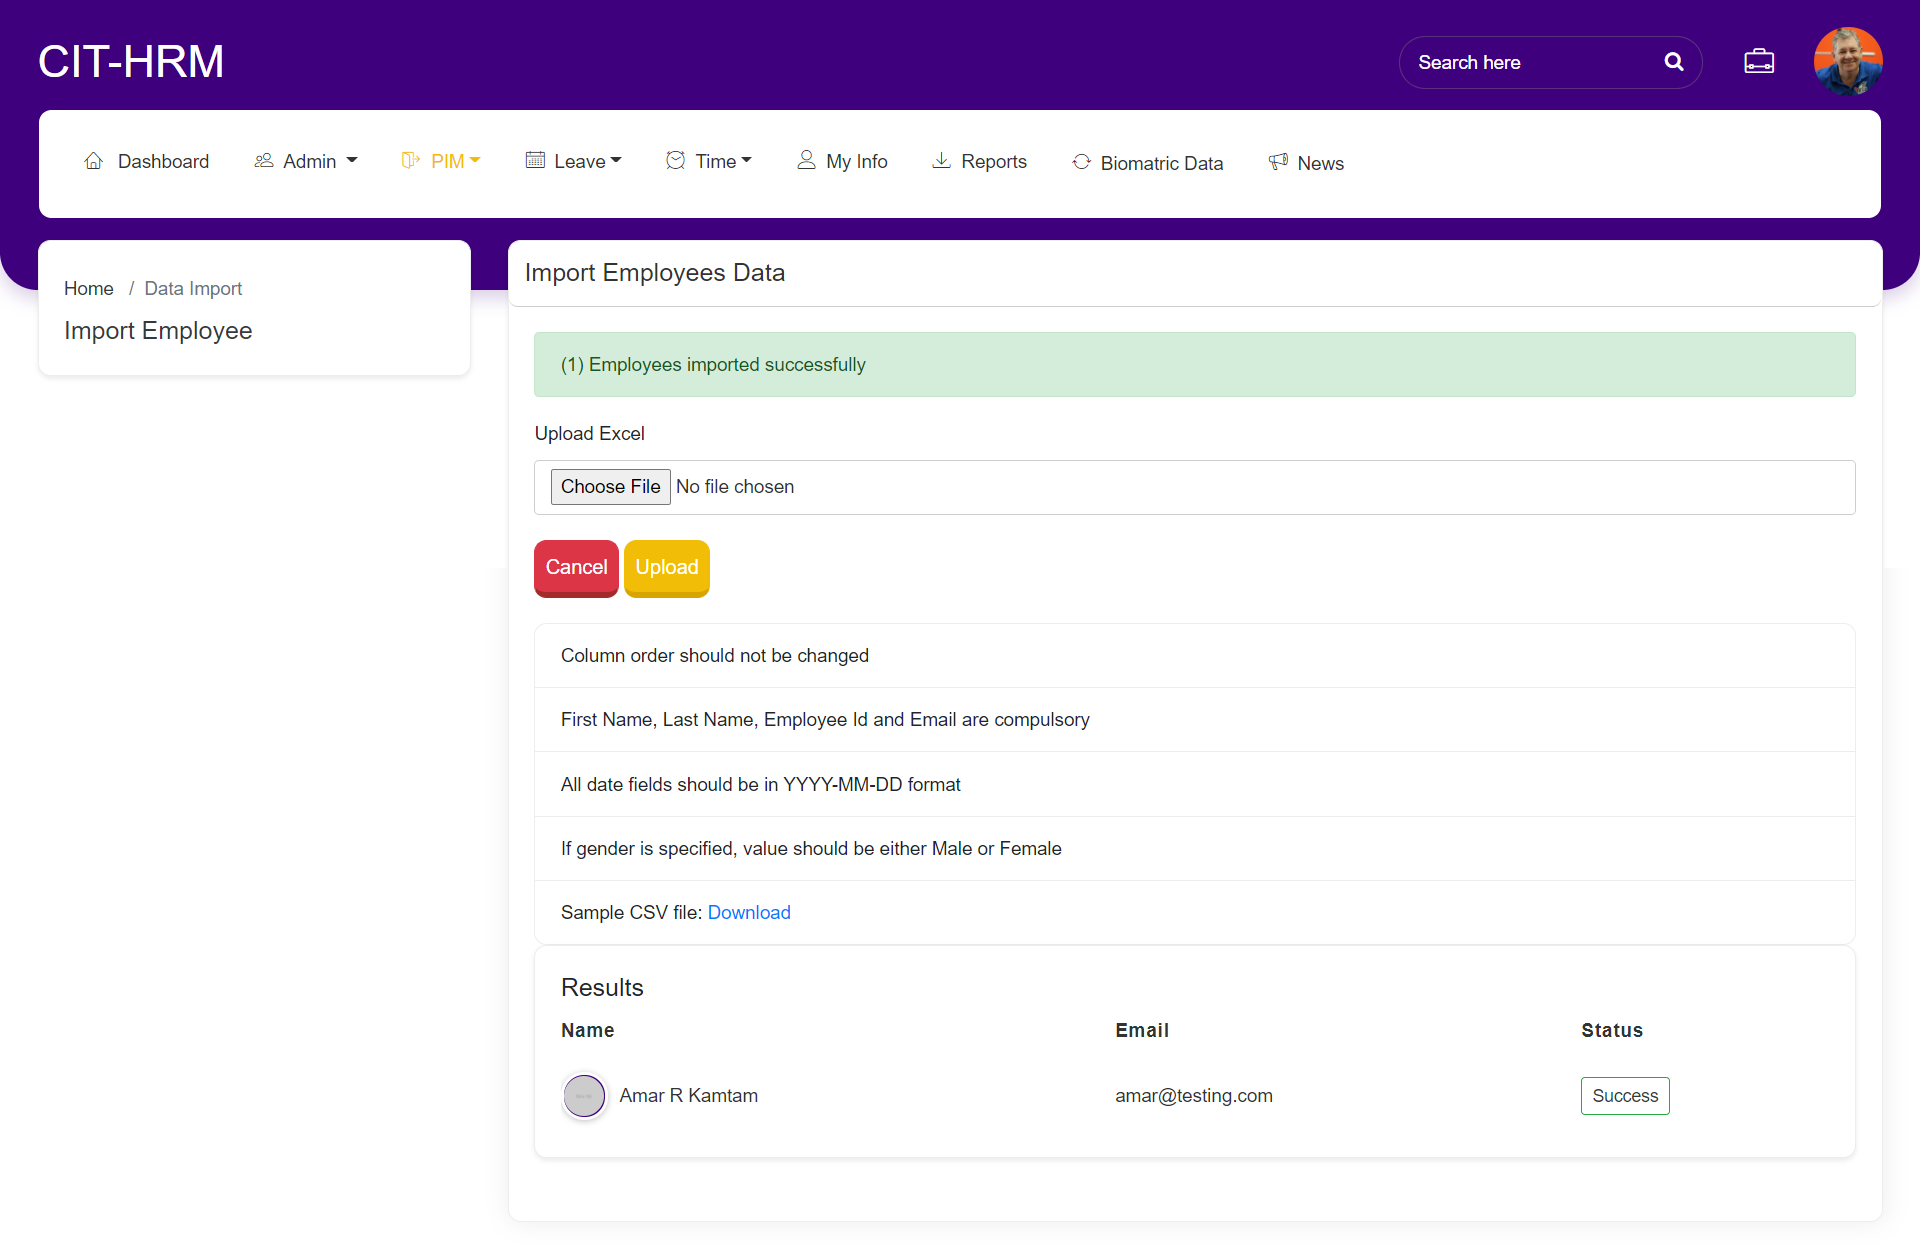 CIT-HRM
Search here
Dashboard
Admin
PIM
Leave
Time
My Info
Reports
Biomatric Data
News
Home / Data Import
Import Employee
Import Employees Data
(1) Employees imported successfully
Upload Excel
Choose File No file chosen
Cancel Upload
Column order should not be changed
First Name, Last Name, Employee Id and Email are compulsory
All date fields should be in YYYY-MM-DD format
If gender is specified, value should be either Male or Female
Sample CSV file: Download
Results
Name Email Status
Amar R Kamtam amar@testing.com Success